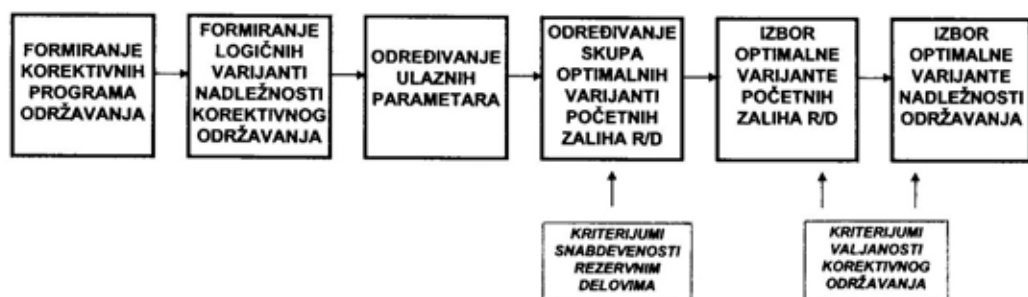 FORMIRANJE
KOREKTIVNIH
PROGRAMA
ODRŽAVANJA
FORMIRANJE
LOGIČNIH
VARIJANTI
NADLEŽNOSTI
KOREKTIVNOG
ODRŽAVANJA
ODREĐIVANJE
ULAZNIH
PARAMETARA
ODREĐIVANJE
SKUPA
OPTIMALNIH
VARIJANTI
POČETNIH
ZALIHA R/D
IZBOR
OPTIMALNE
VARIJANTE
POČETNIH
ZALIHA R/D
IZBOR
OPTIMALNE
VARIANTE
NADLEŽNOSTI
ODRŽAVANJA
KRITERIJUMI
SNABDEVENOSTI
REZERVNIM
DELOVIMA
KRITERIJUMI
VALJANOSTI
KOREKTIVNOG
ODRŽAVANJA